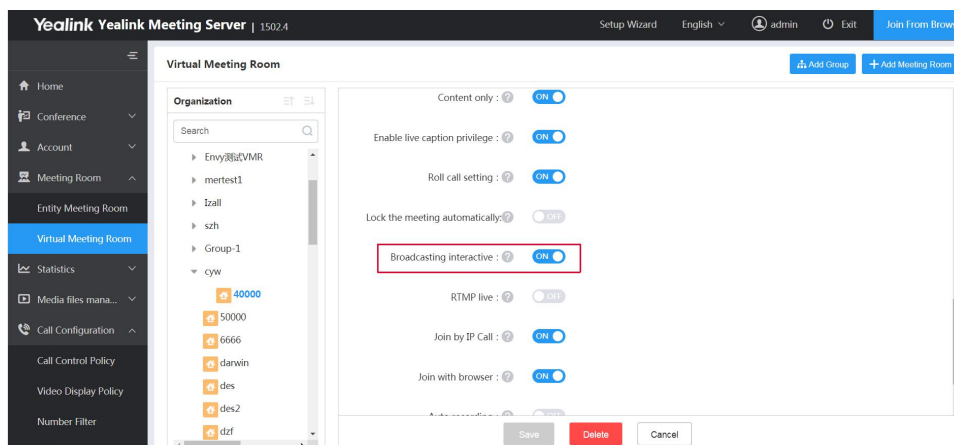 Yealink Yealink Meeting Server | 1502.4 Setup Wizard English admin Exit Join From Brows
Virtual Meeting Room Add Group Add Meeting Room
Home
Conference
Account
Meeting Room
Entity Meeting Room
Virtual Meeting Room
Statistics
Media files mana...
Call Configuration
Call Control Policy
Video Display Policy
Number Filter
Organization
Search
Envy测试VMR
mertest1
Izall
szh
Group-1
cyw
40000
50000
6666
darwin
des
des2
dzf
Content only : ? ON
Enable live caption privilege : ? ON
Roll call setting : ? ON
Lock the meeting automatically: ? OFF
Broadcasting interactive : ? ON
RTMP live : ? OFF
Join by IP Call : ? ON
Join with browser : ? ON
Auto recording : ? OFF
Save Delete Cancel